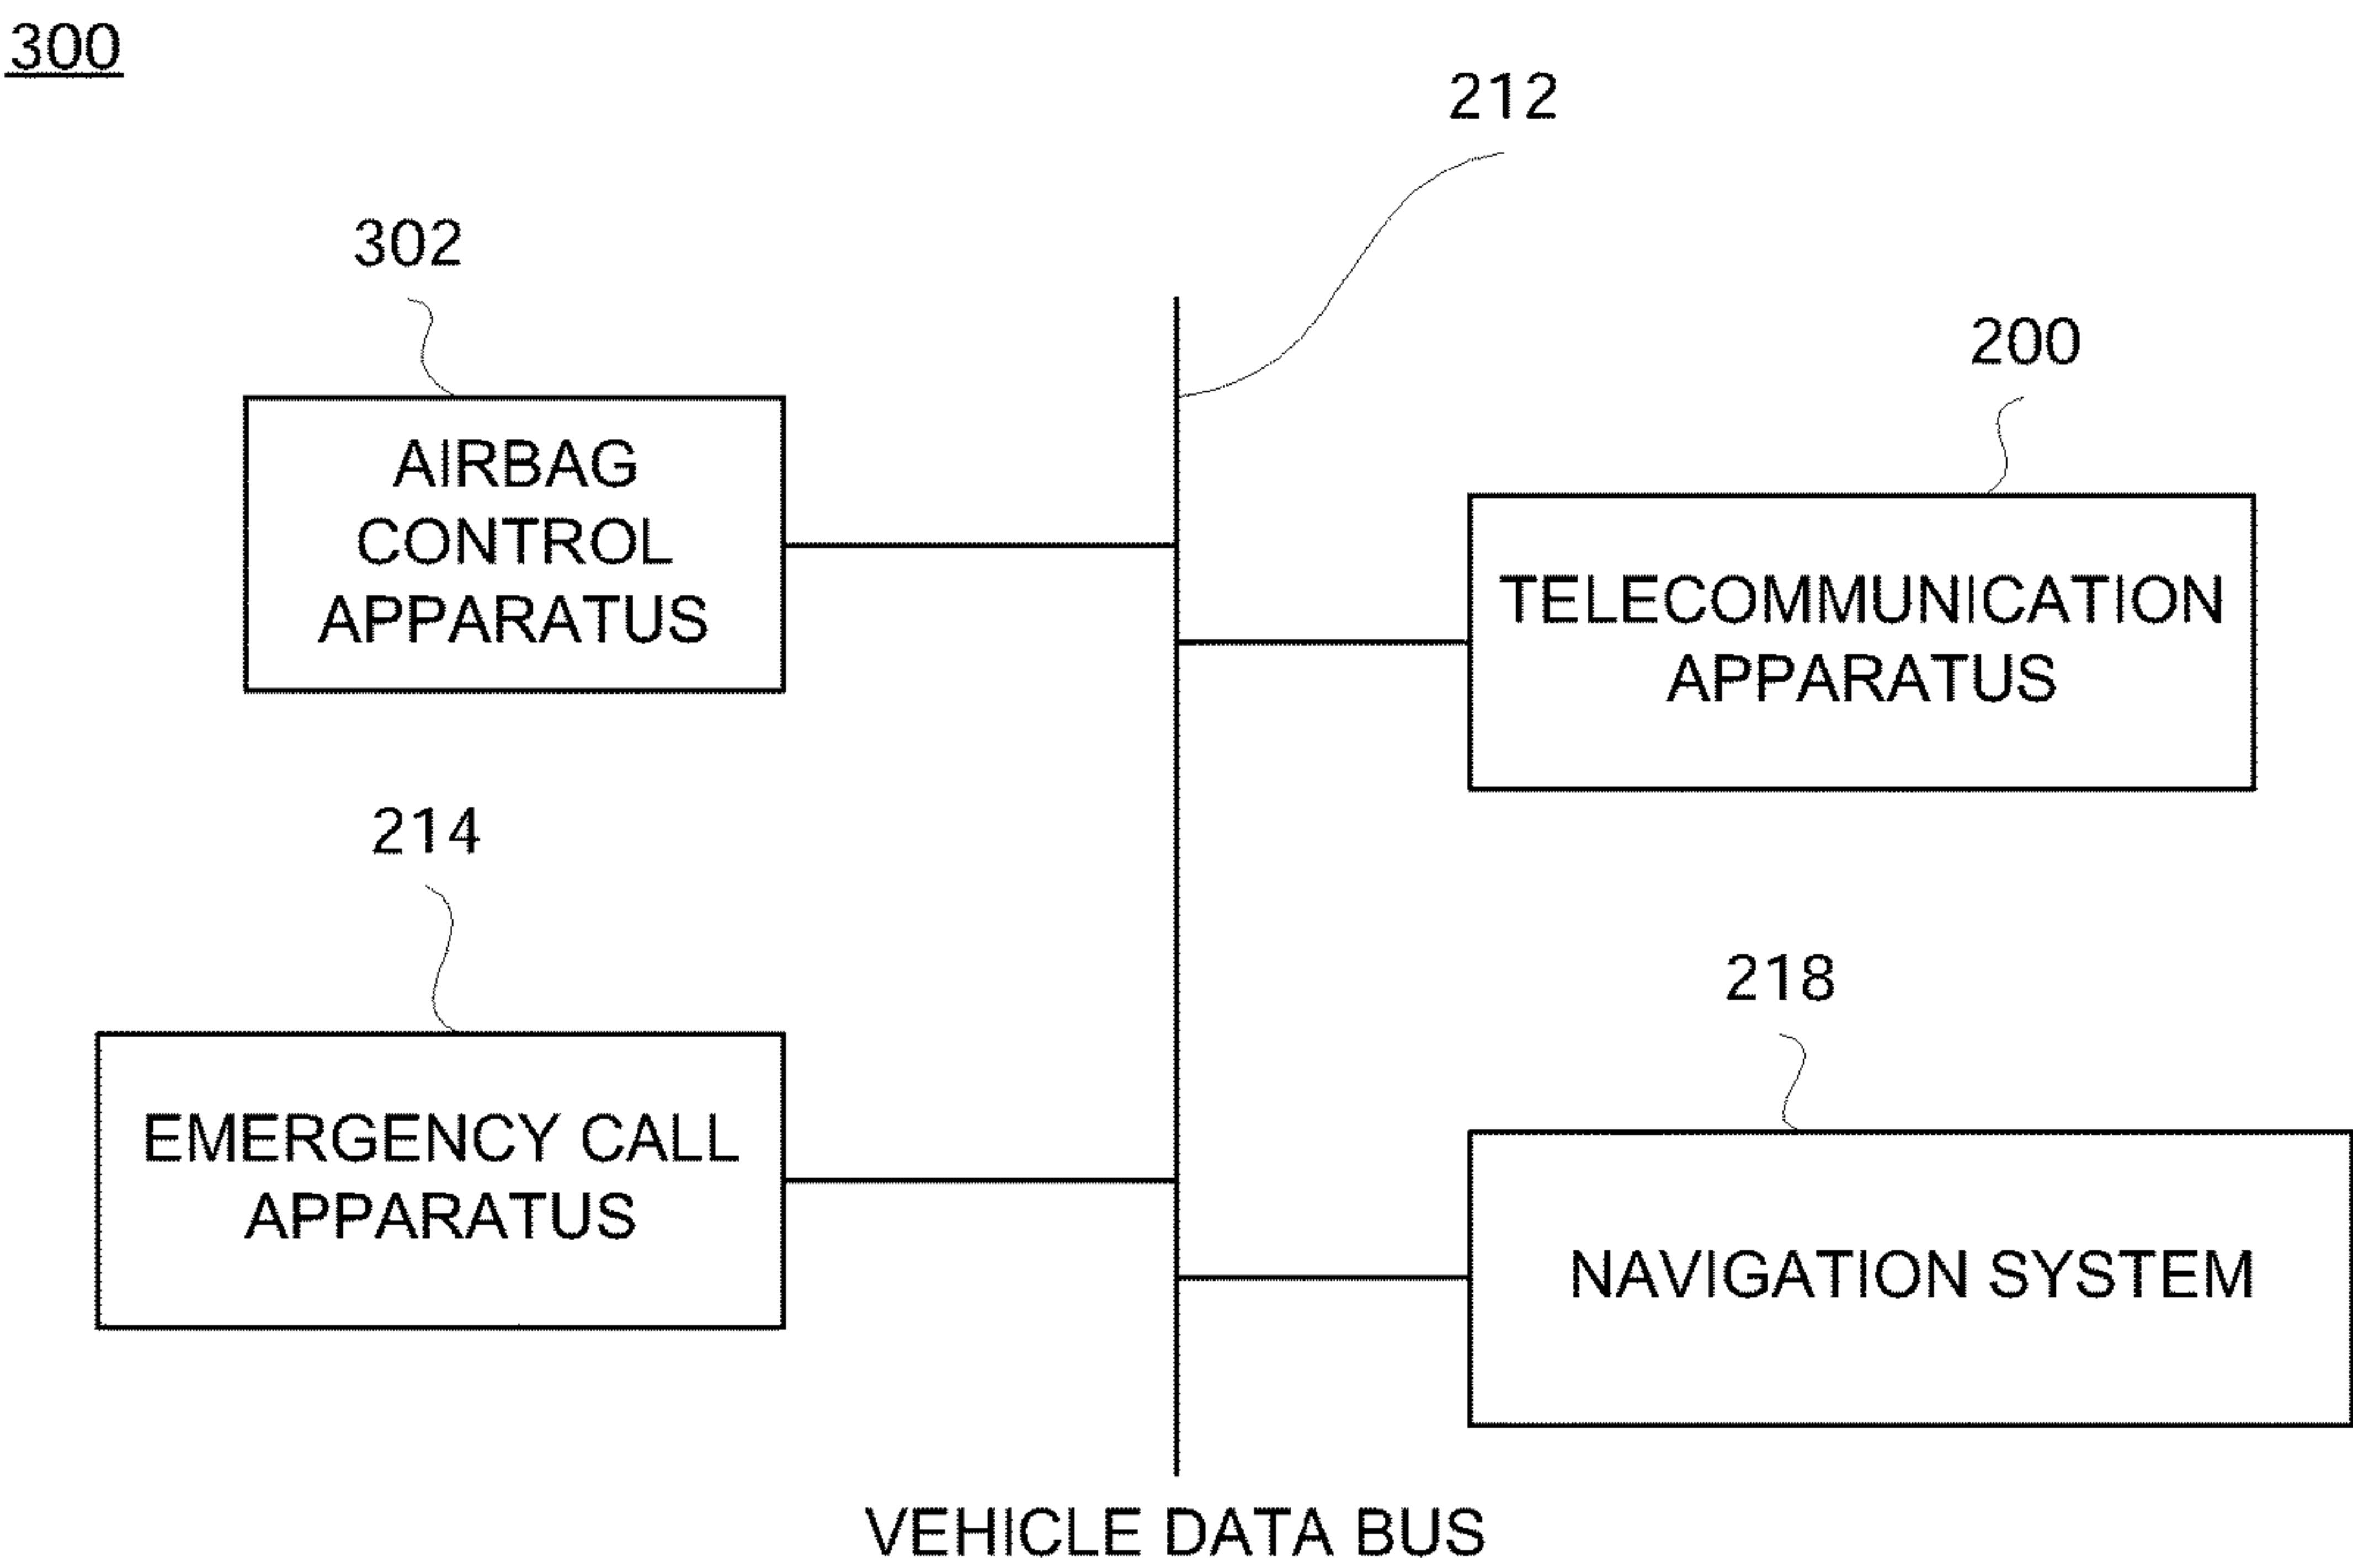 300
212
302
200
AIRBAG
CONTROL
APPARATUS
TELECOMMUNICATION
APPARATUS
214
218
EMERGENCY CALL
APPARATUS
NAVIGATION SYSTEM
VEHICLE DATA BUS